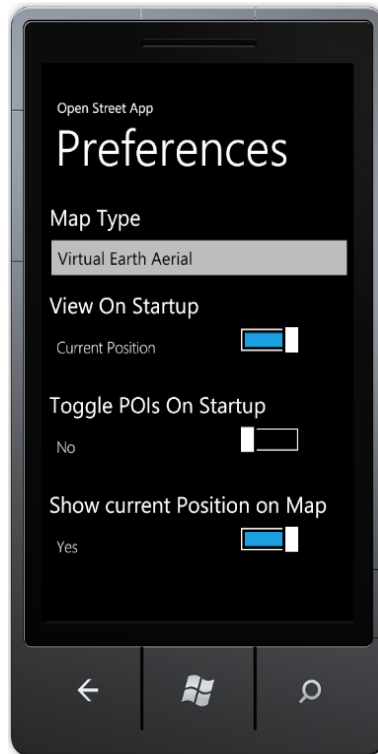 Open Street App
Preferences
Map Type
Virtual Earth Aerial
View On Startup
Current Position
Toggle POIs On Startup
No
Show current Position on Map
Yes